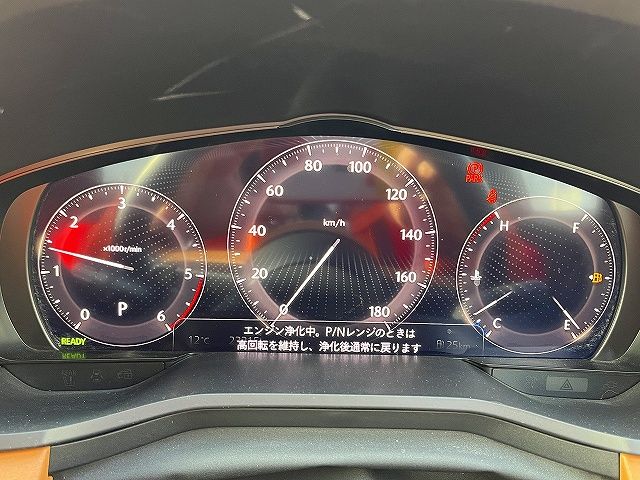 80 100
60 120
40 140
20 160
0 180
km/h
3
2 4
1 5
0 6
x1000r/min
P
READY
12℃
PARK
H F
C E
25km
エンジン浄化中。P/Nレンジのときは
高回転を維持し、浄化後通常に戻ります